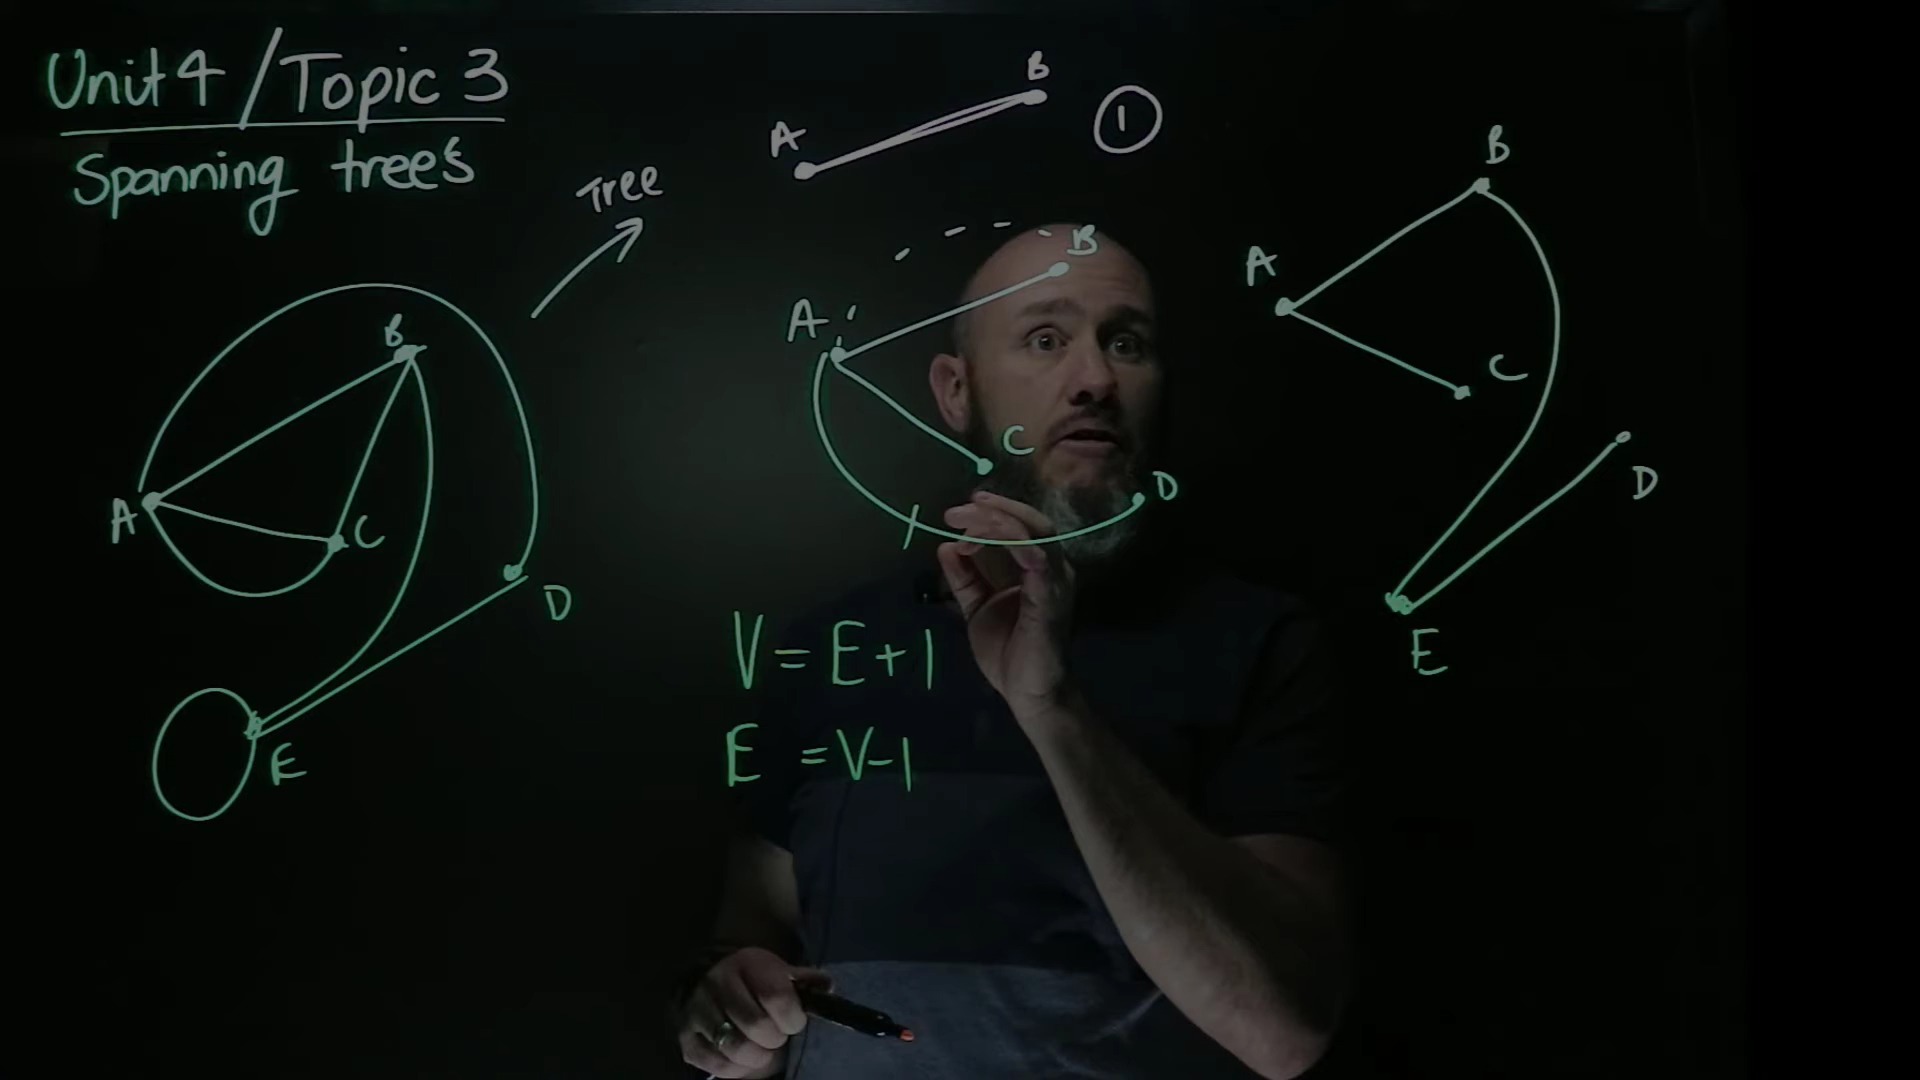 Unit 4 / Topic 3
Spanning trees
Tree
A
B
1
B
A
C
D
E
A
B
C
D
V = E + 1
E = V - 1
B
A
C
D
E